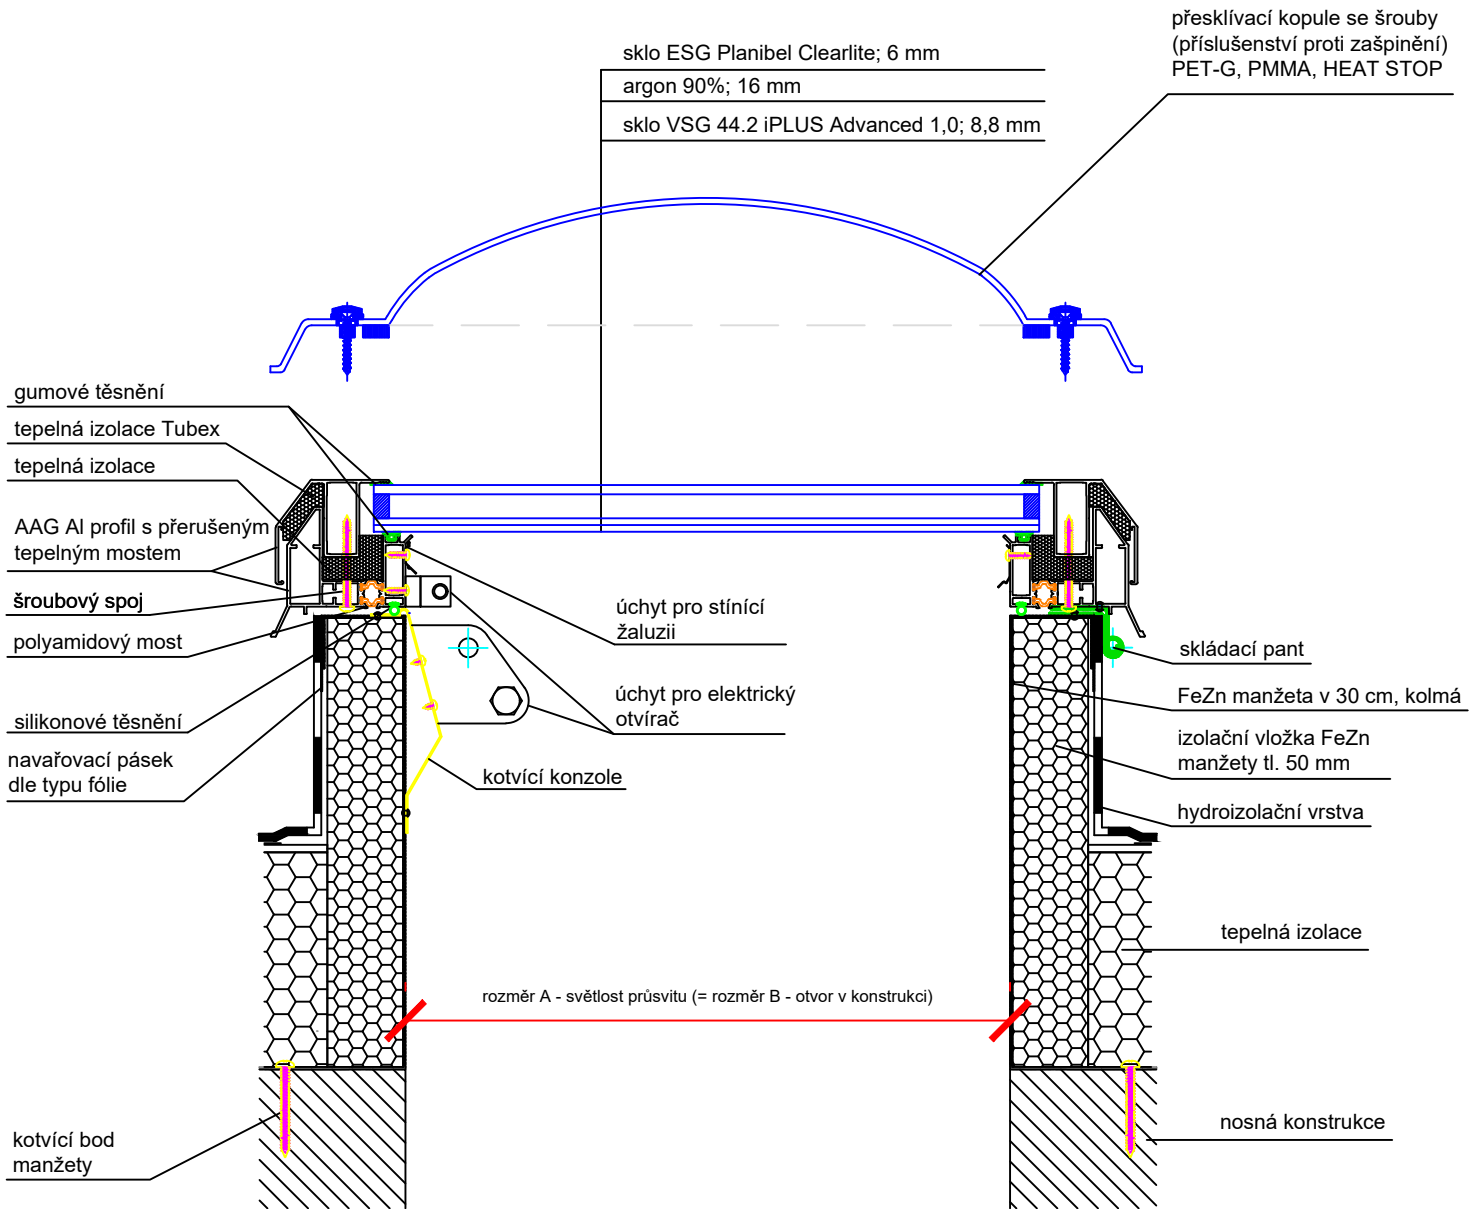 přesklívací kopule se šrouby
(příslušenství proti zašpinění)
PET-G, PMMA, HEAT STOP
sklo ESG Planibel Clearlite; 6 mm
argon 90%; 16 mm
sklo VSG 44.2 iPLUS Advanced 1,0; 8,8 mm
gumové těsnění
tepelná izolace Tubex
tepelná izolace
AAG Al profil s přerušeným
tepelným mostem
šroubový spoj
polyamidový most
silikonové těsnění
navařovací pásek
dle typu fólie
úchyt pro stínící
žaluzii
úchyt pro elektrický
otvírač
kotvící konzole
skládací pant
FeZn manžeta v 30 cm, kolmá
izolační vložka FeZn
manžety tl. 50 mm
hydroizolační vrstva
tepelná izolace
rozměr A - světlost průsvitu (= rozměr B - otvor v konstrukci)
kotvící bod
manžety
nosná konstrukce